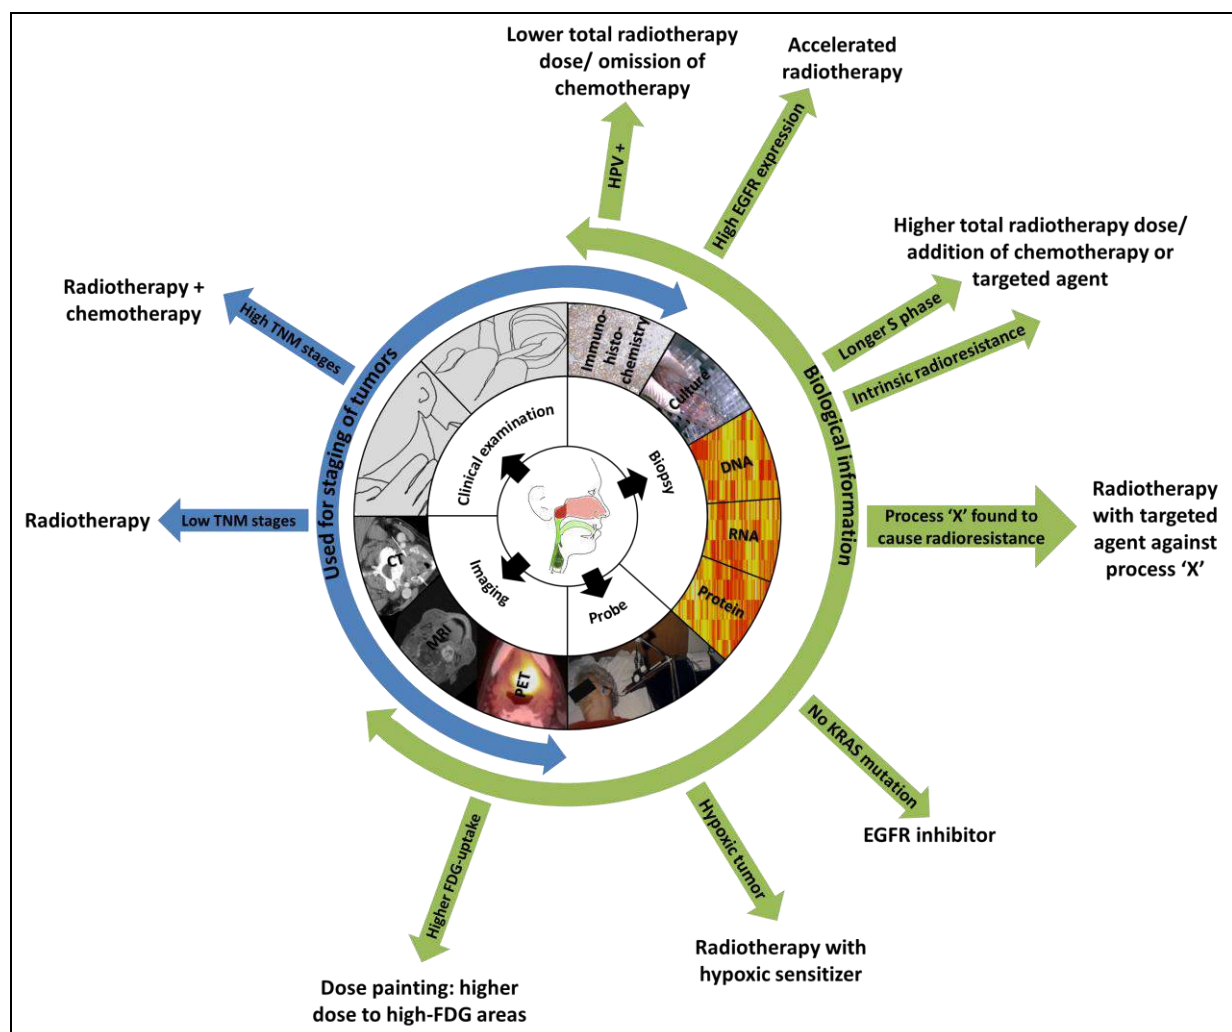 Lower total radiotherapy
dose/ omission of
chemotherapy
Accelerated
radiotherapy
HPV +
High EGFR expression
Higher total radiotherapy dose/
addition of chemotherapy or
targeted agent
Radiotherapy +
chemotherapy
High TNM stages
Longer S phase
Intrinsic radioresistance
Used for staging of tumors
Biological information
Immuno-
histo-
chemistry
Culture
DNA
RNA
Protein
Clinical examination
Biopsy
Imaging
Probe
CT
MRI
PET
Radiotherapy
Low TNM stages
Process ‘X’ found to
cause radioresistance
Radiotherapy
with targeted
agent against
process ‘X’
No KRAS mutation
EGFR inhibitor
Hypoxic tumor
Radiotherapy with
hypoxic sensitizer
Higher FDG-uptake
Dose painting: higher
dose to high-FDG areas